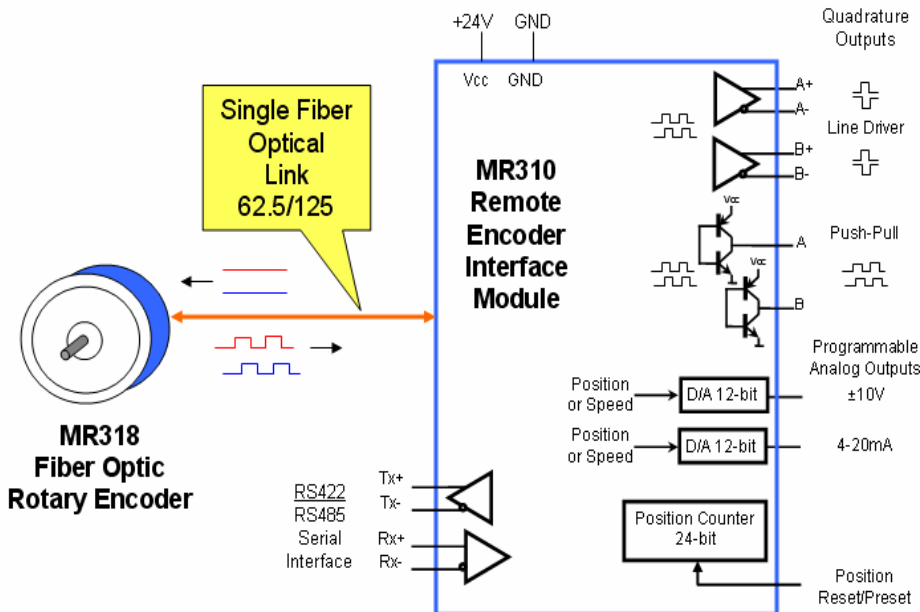 +24V GND
Quadrature
Outputs
Vcc GND
A+
A-
Line Driver
B+
B-
Single Fiber
Optical
Link
62.5/125
MR310
Remote
Encoder
Interface
Module
Vcc
A
Push-Pull
Vcc
B
MR318
Fiber Optic
Rotary Encoder
Programmable
Analog Outputs
Position
or Speed
D/A 12-bit
±10V
Position
or Speed
D/A 12-bit
4-20mA
RS422
RS485
Serial
Interface
Tx+
Tx-
Rx+
Rx-
Position Counter
24-bit
Position
Reset/Preset